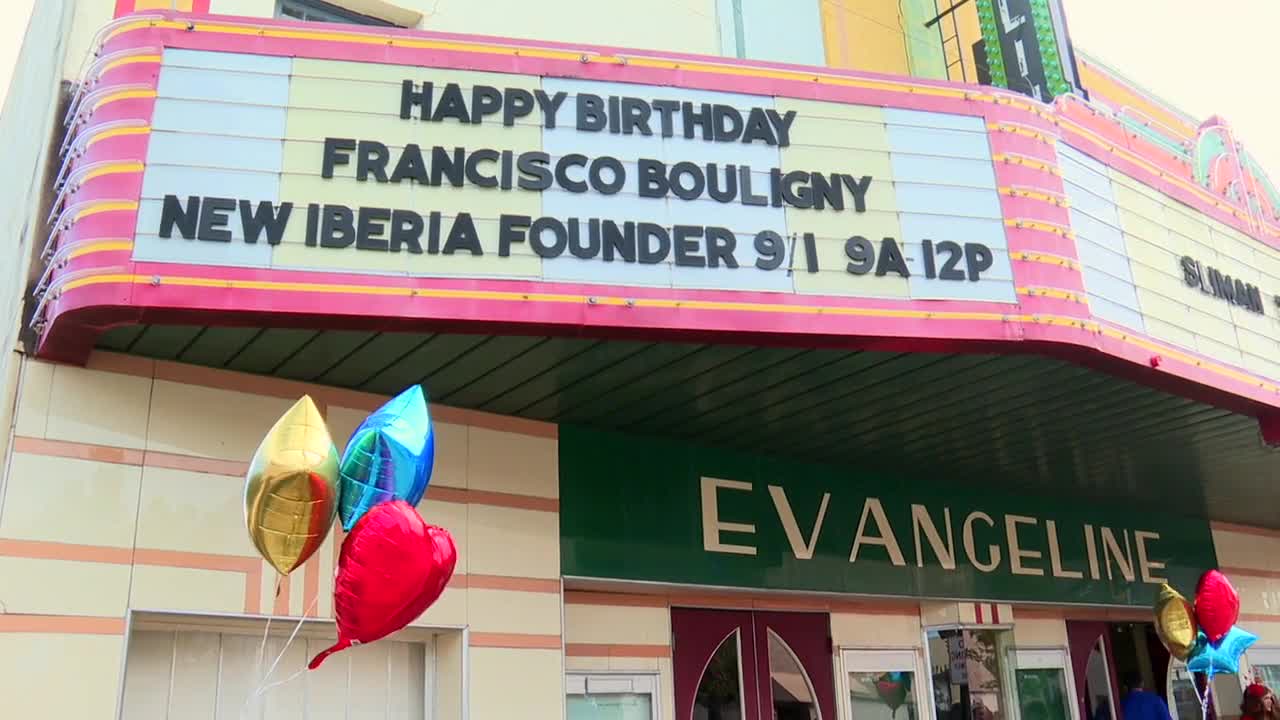 HAPPY BIRTHDAY
FRANCISCO BOULIGNY
NEW IBERIA FOUNDER 9/1 9A-12P
SLIMAN
EVANGELINE